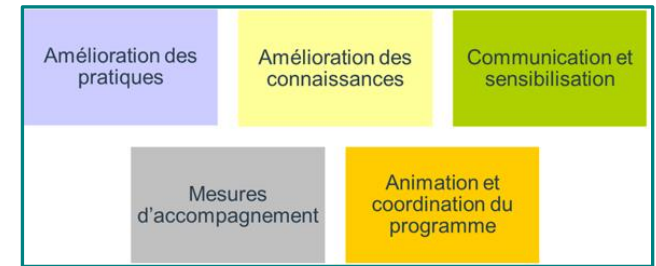 Amélioration des
pratiques
Amélioration des
connaissances
Communication et
sensibilisation
Mesures
d'accompagnement
Animation et
coordination du
programme